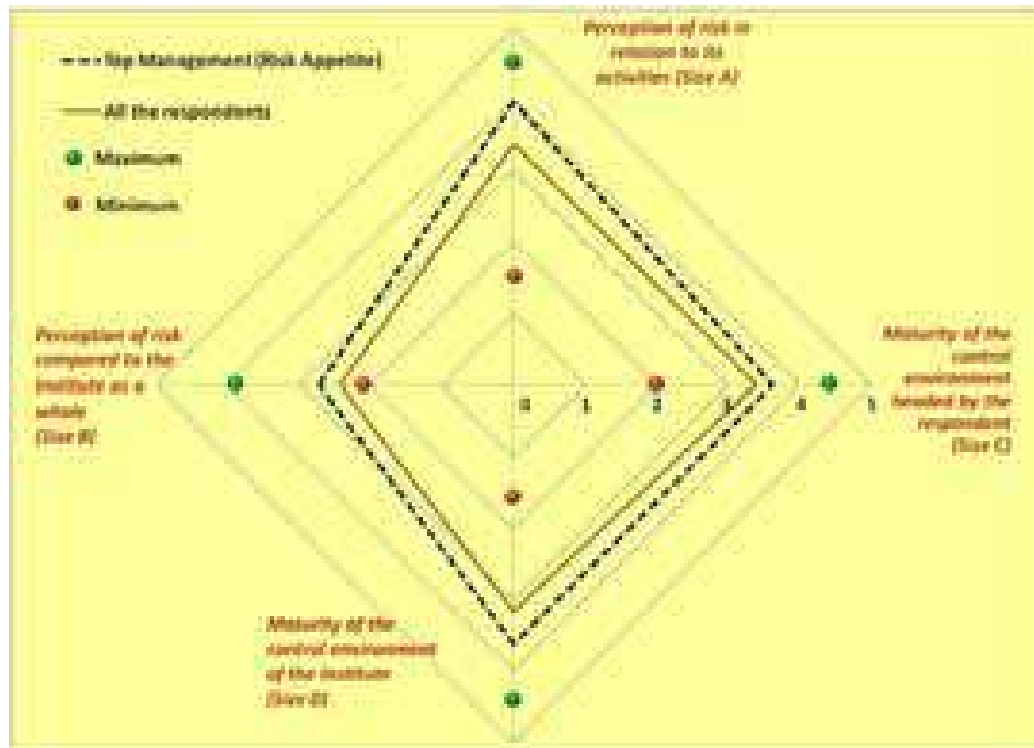 Top Management (Risk Appetite)
All the respondents
Maximum
Minimum
Perception of risk in
relation to its
activities (Size A)
Perception of risk
compared to the
institute as a
whole
(Size B)
0 1 2 3 4 5
Maturity of the
control
environment
headed by the
respondent
(Size C)
Maturity of the
control environment
of the institute
(Size D)